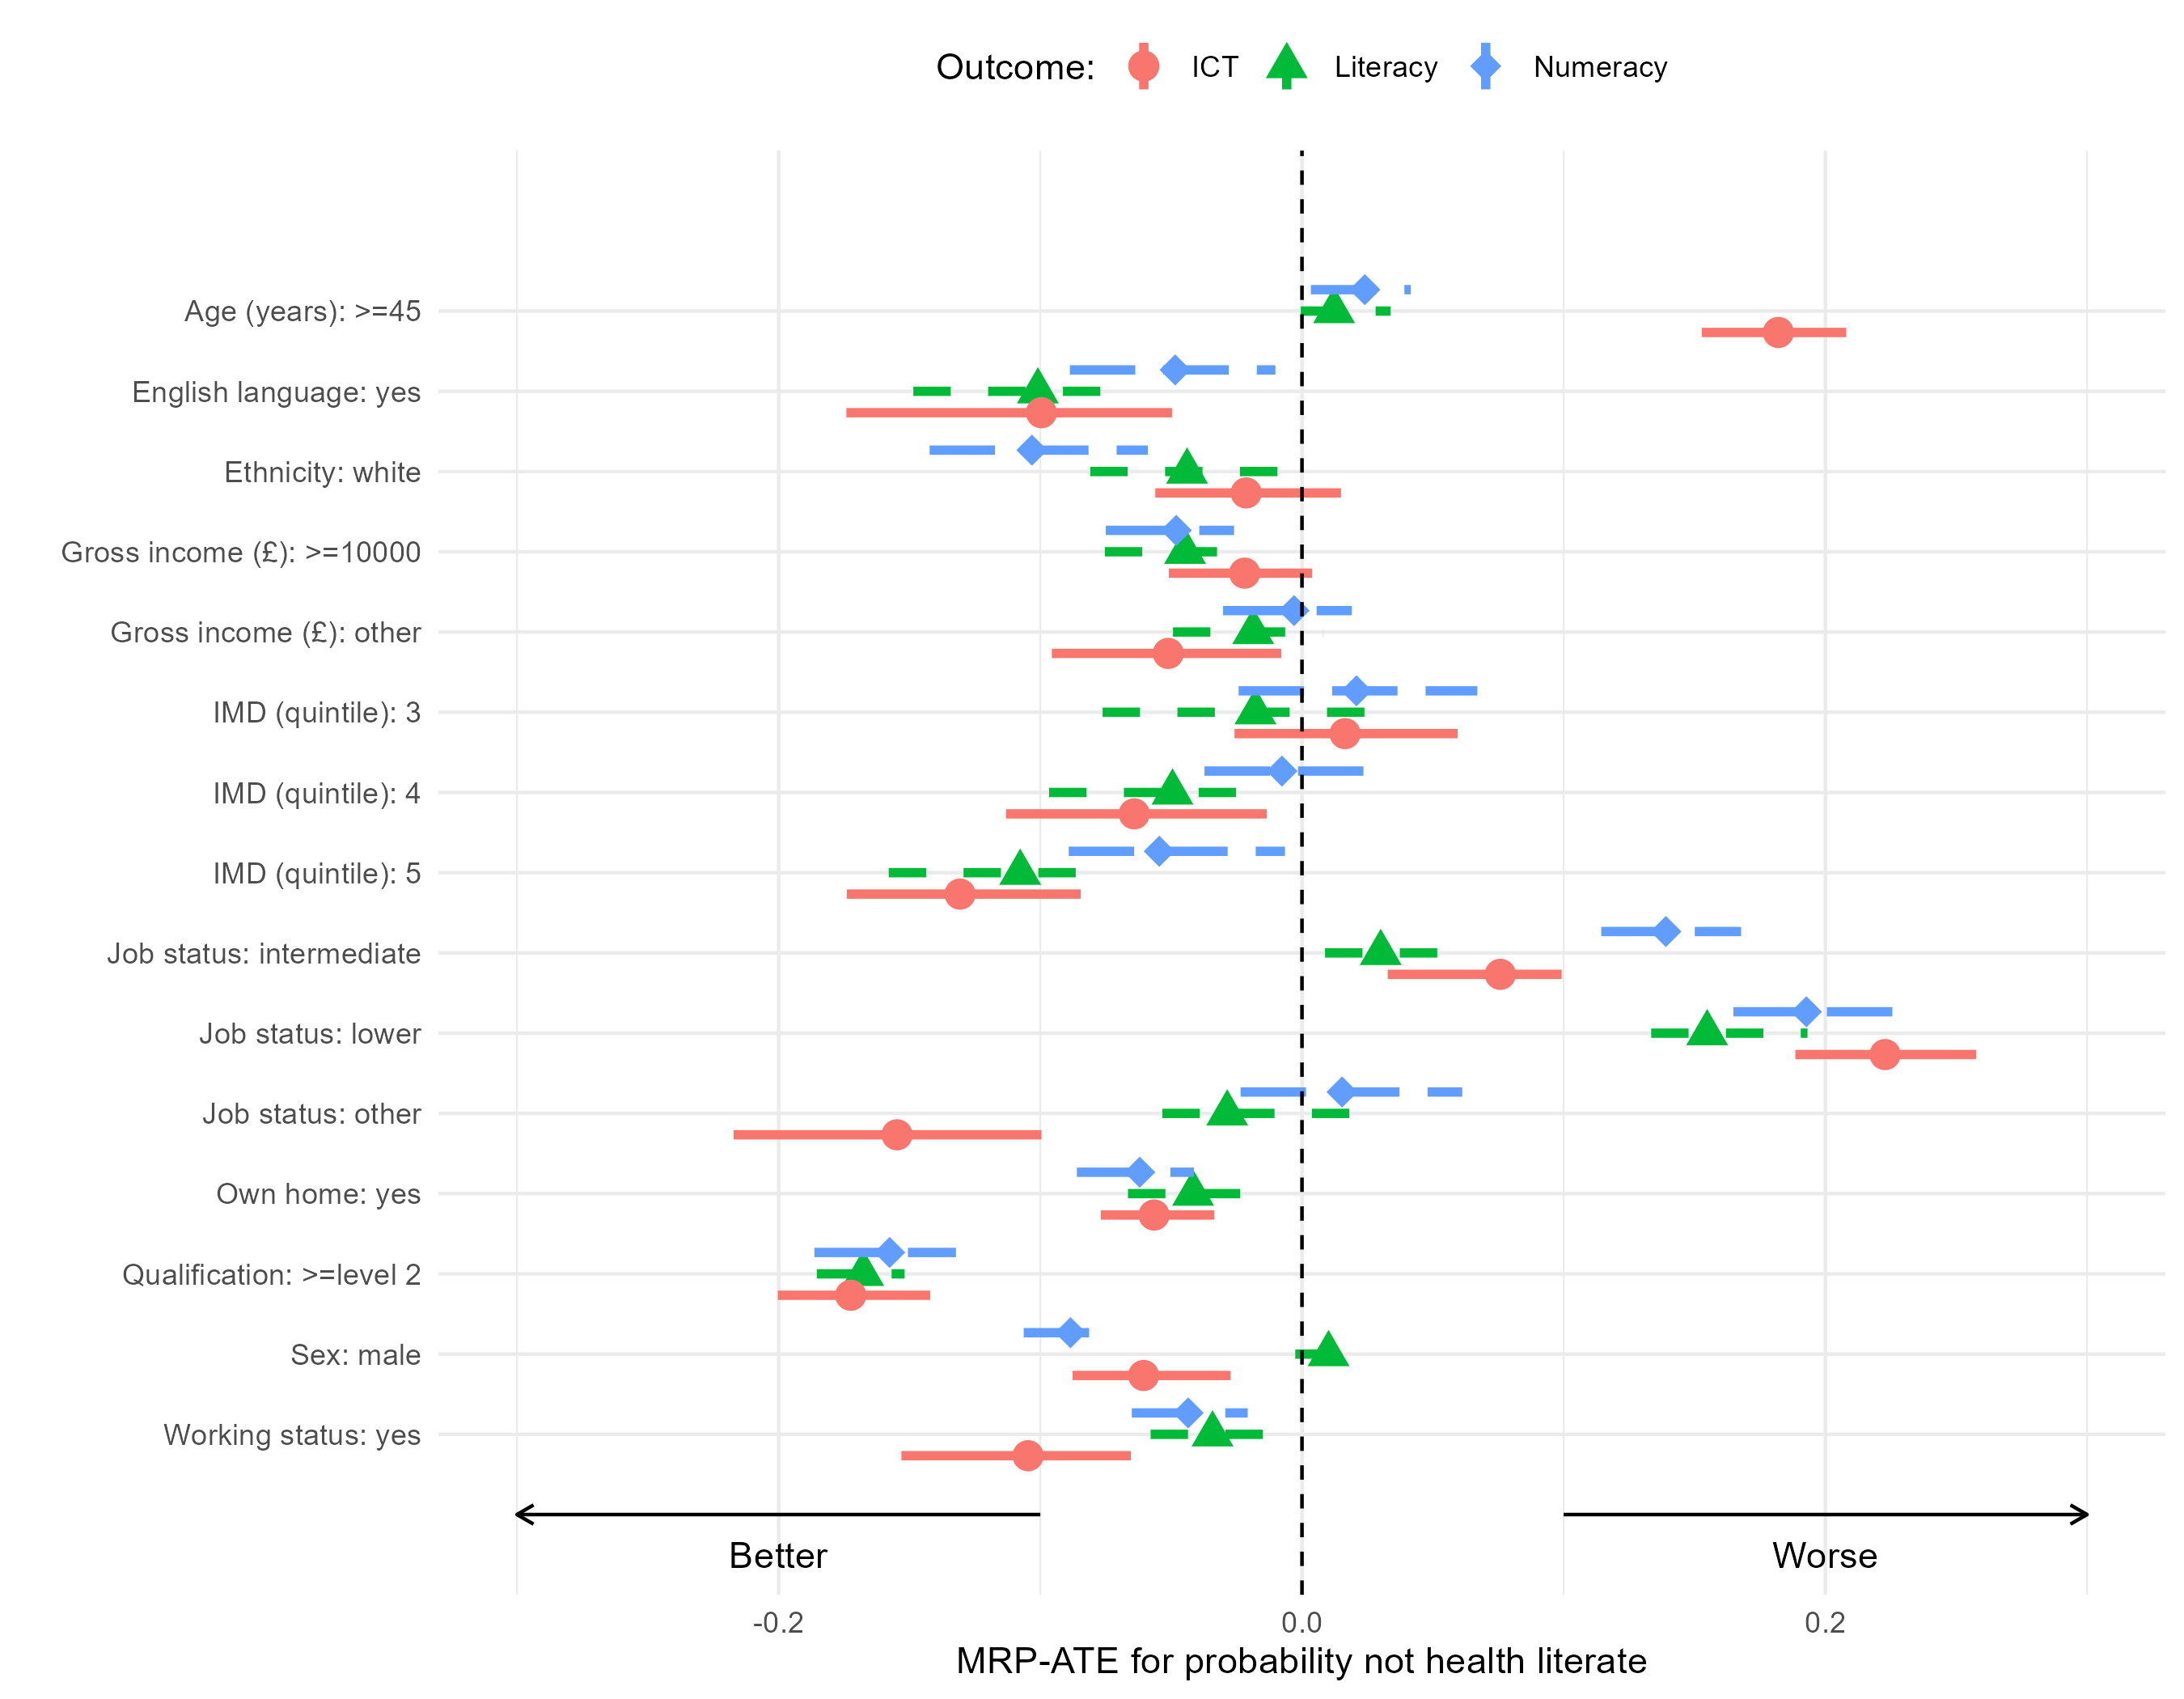 Outcome: ICT Literacy Numeracy
Age (years): >=45
English language: yes
Ethnicity: white
Gross income (£): >=10000
Gross income (£): other
IMD (quintile): 3
IMD (quintile): 4
IMD (quintile): 5
Job status: intermediate
Job status: lower
Job status: other
Own home: yes
Qualification: >=level 2
Sex: male
Working status: yes
Better Worse
-0.2 0.0 0.2
MRP-ATE for probability not health literate